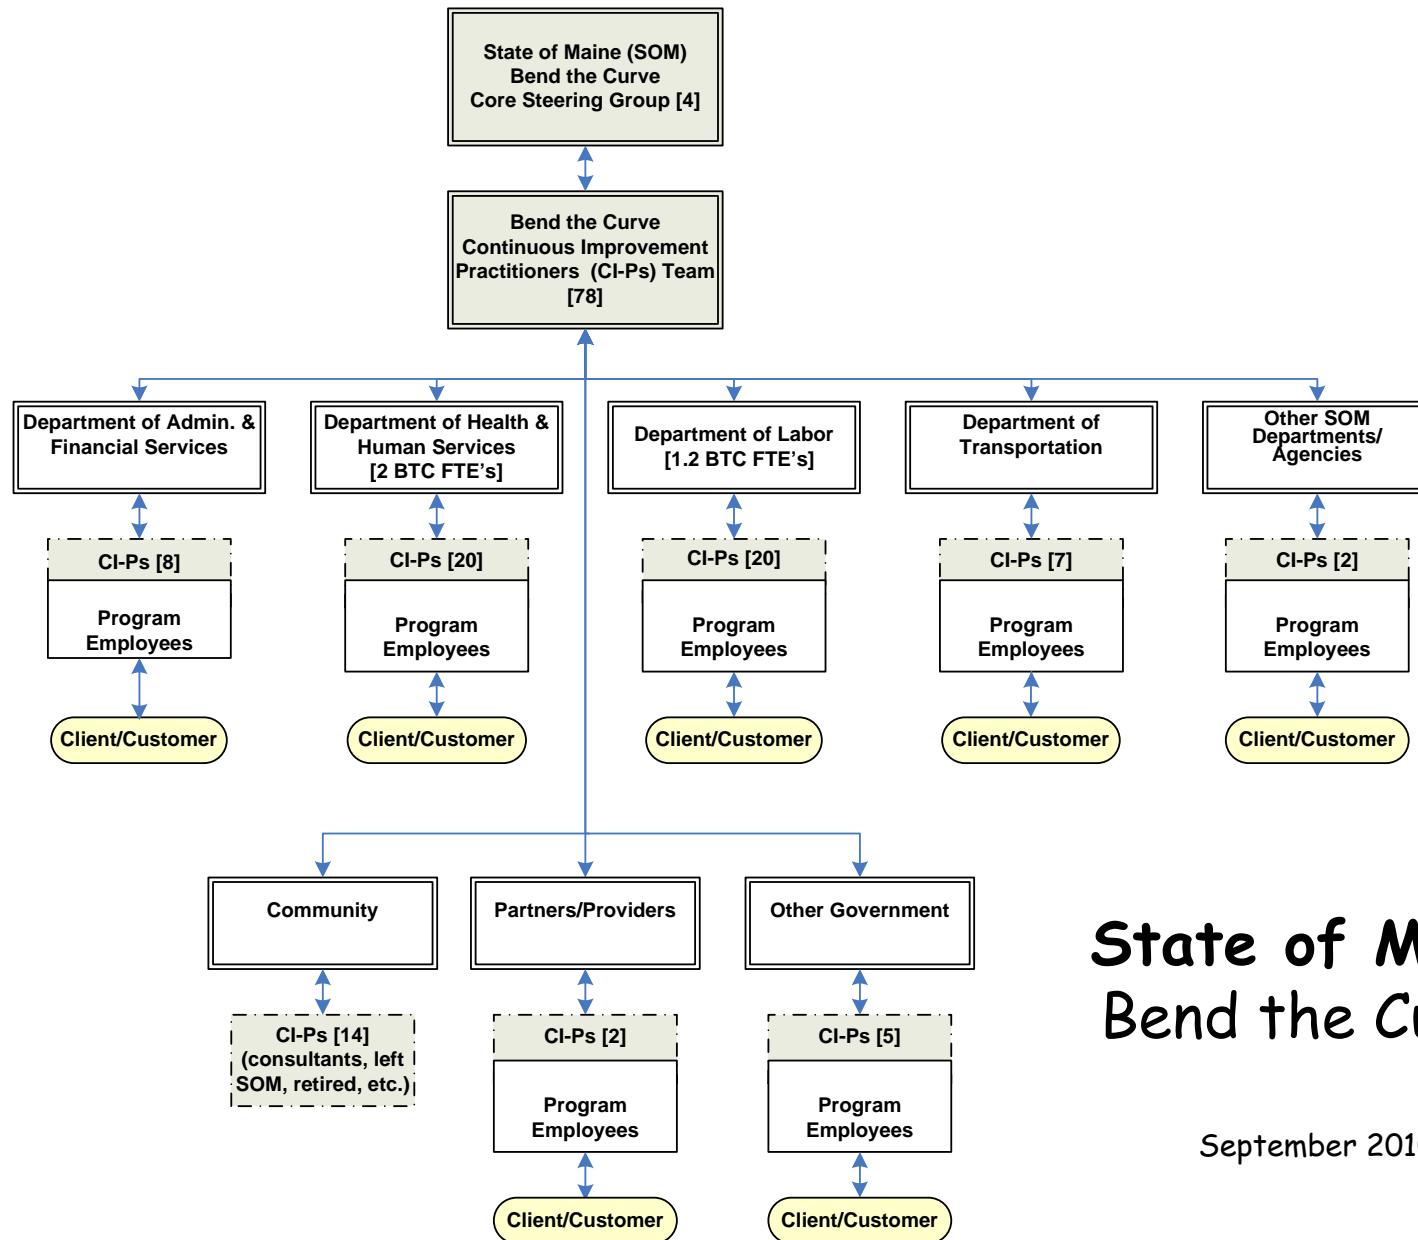 State of Maine (SOM)
Bend the Curve
Core Steering Group [4]
Bend the Curve
Continuous Improvement
Practitioners (CI-Ps) Team
[78]
Department of Admin. &
Financial Services
Department of Health &
Human Services
[2 BTC FTE's]
Department of Labor
[1.2 BTC FTE's]
Department of
Transportation
Other SOM
Departments/
Agencies
CI-Ps [8]
Program
Employees
CI-Ps [20]
Program
Employees
CI-Ps [20]
Program
Employees
CI-Ps [7]
Program
Employees
CI-Ps [2]
Program
Employees
Client/Customer
Client/Customer
Client/Customer
Client/Customer
Client/Customer
Community
Partners/Providers
Other Government
CI-Ps [14]
(consultants, left
SOM, retired, etc.)
CI-Ps [2]
Program
Employees
CI-Ps [5]
Program
Employees
Client/Customer
Client/Customer
State of
Bend the
September